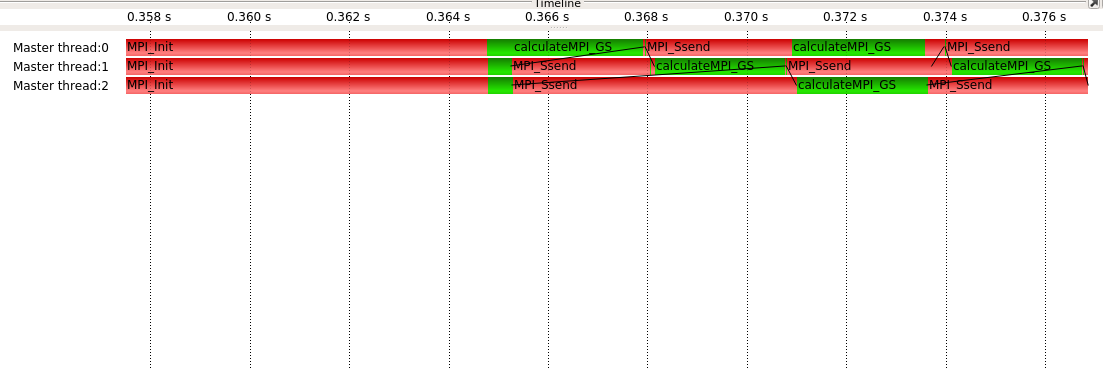 Timeline
0.358 s 0.360 s 0.362 s 0.364 s 0.366 s 0.368 s 0.370 s 0.372 s 0.374 s 0.376 s
Master thread:0 MPI_Init calculateMPI_GS MPI_Ssend calculateMPI_GS MPI_Ssend
Master thread:1 MPI_Init MPI_Ssend calculateMPI_GS MPI_Ssend calculateMPI_GS
Master thread:2 MPI_Init MPI_Ssend calculateMPI_GS MPI_Ssend